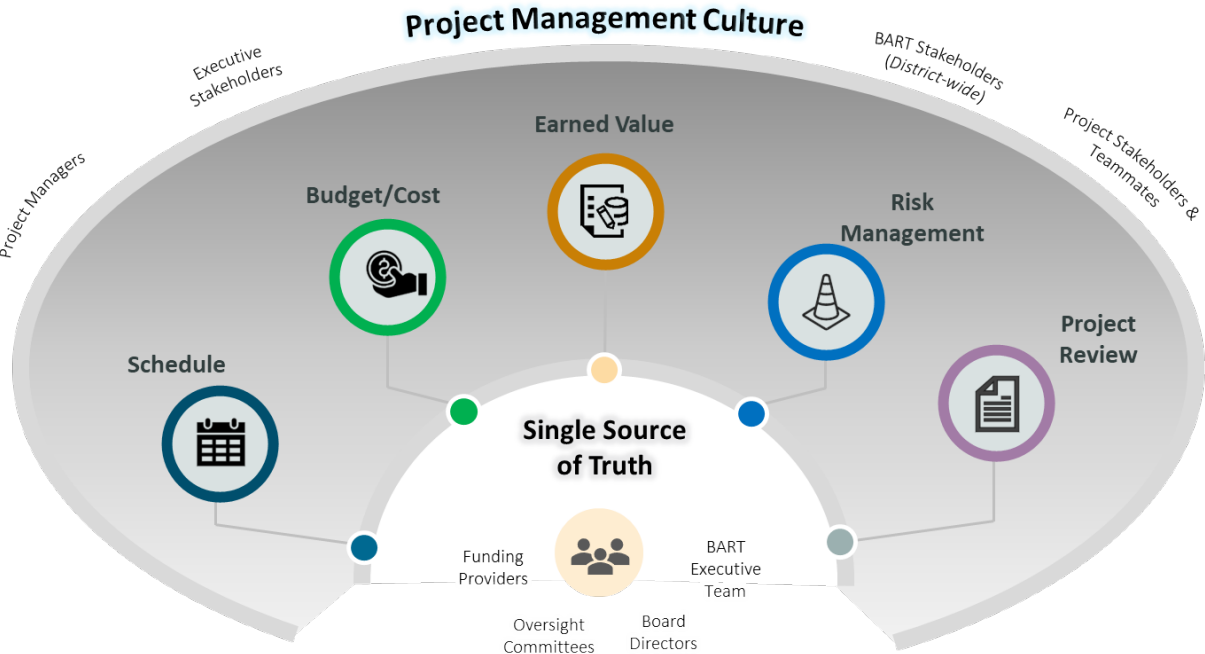 Project Management Culture
Executive
Stakeholders
BART Stakeholders
(District-wide)
Project Managers
Project Stakeholders &
Teammates
Earned Value
Budget/Cost
Risk
Management
Schedule
Project
Review
Single Source
of Truth
Funding
Providers
BART
Executive
Team
Oversight
Committees
Board
Directors